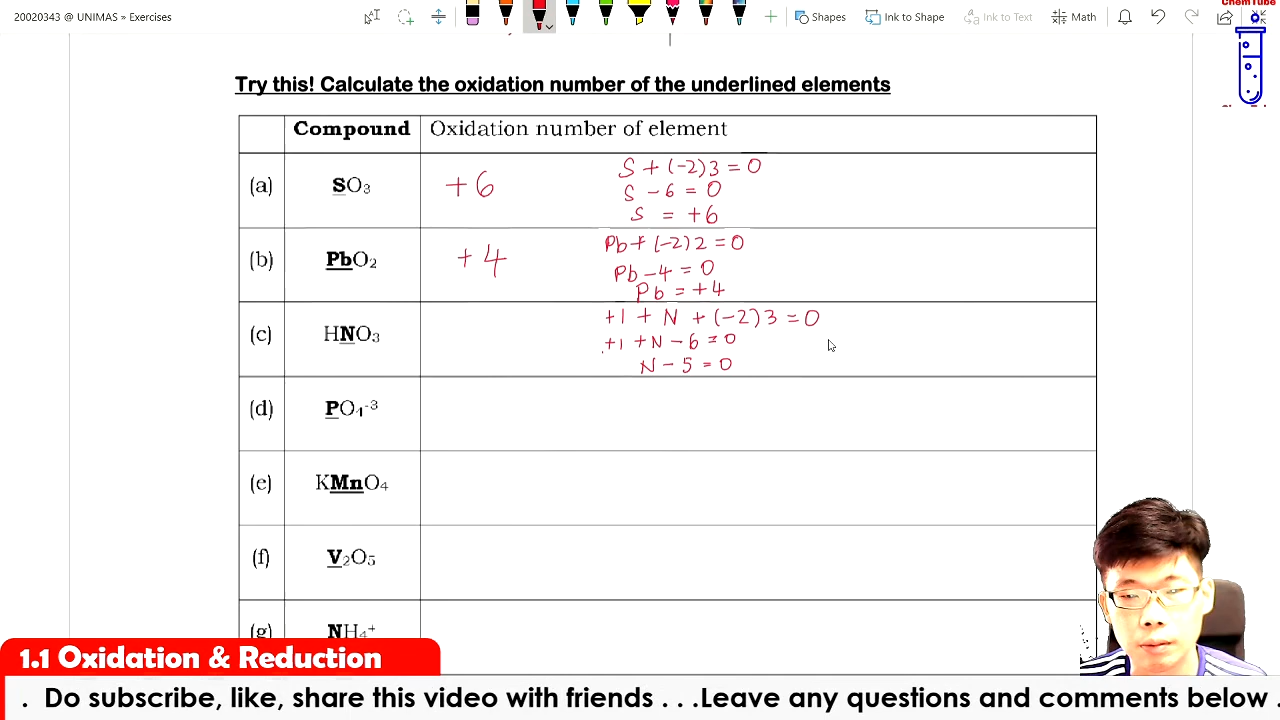 20200343 @ UNIMAS » Exercises
Shapes
Ink to Shape
Ink to Text
Math
ChemTube
Try this! Calculate the oxidation number of the underlined elements
Compound Oxidation number of element
(a) SO₃ +6
S + (-2)3 = 0
S - 6 = 0
S = +6
(b) PbO₂ +4
Pb + (-2)2 = 0
Pb - 4 = 0
Pb = +4
(c) HNO₃
+1 + N + (-2)3 = 0
+1 + N - 6 = 0
N - 5 = 0
(d) PO₄⁻³
(e) KMnO₄
(f) V₂O₅
(g) NH₄⁺
1.1 Oxidation & Reduction
. Do subscribe, like, share this video with friends . . .Leave any questions and comments below .